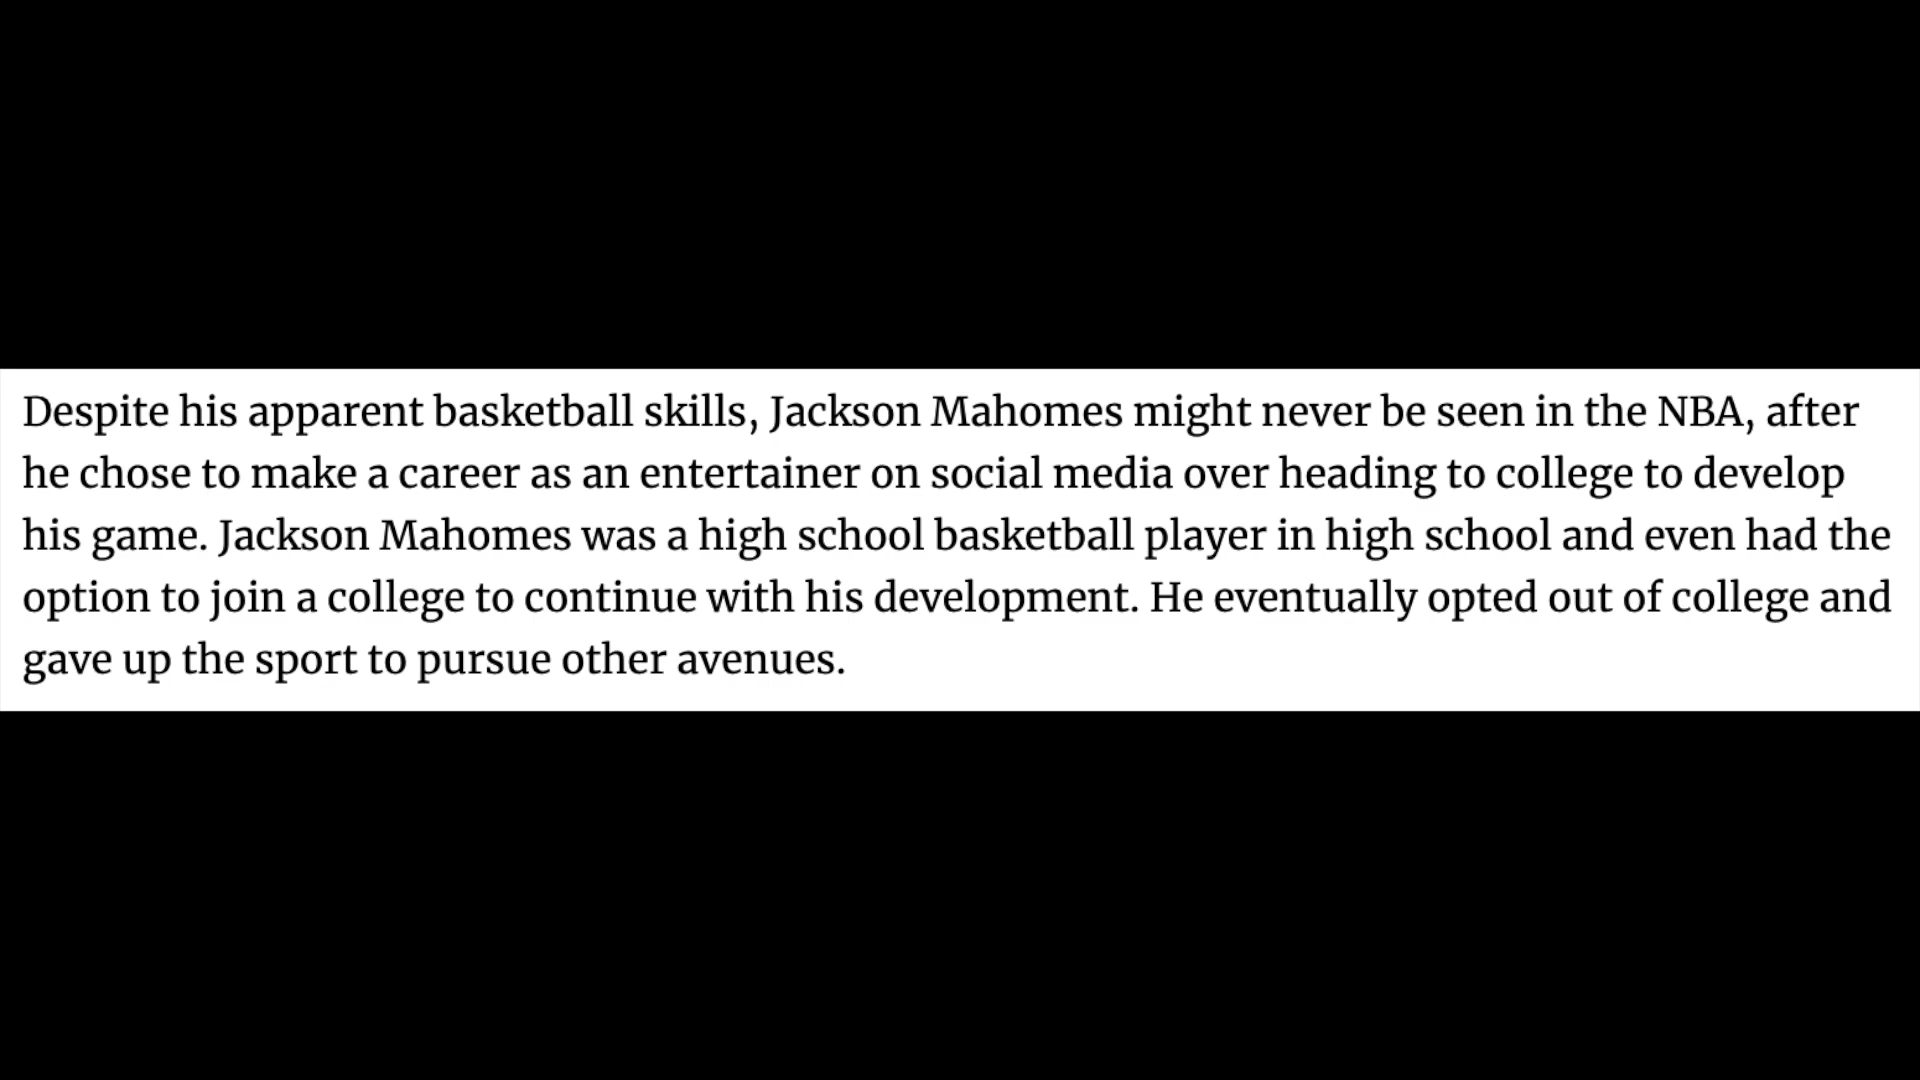 Despite his apparent basketball skills, Jackson Mahomes might never be seen in the NBA, after
he chose to make a career as an entertainer on social media over heading to college to develop
his game. Jackson Mahomes was a high school basketball player in high school and even had the
option to join a college to continue with his development. He eventually opted out of college and
gave up the sport to pursue other avenues.